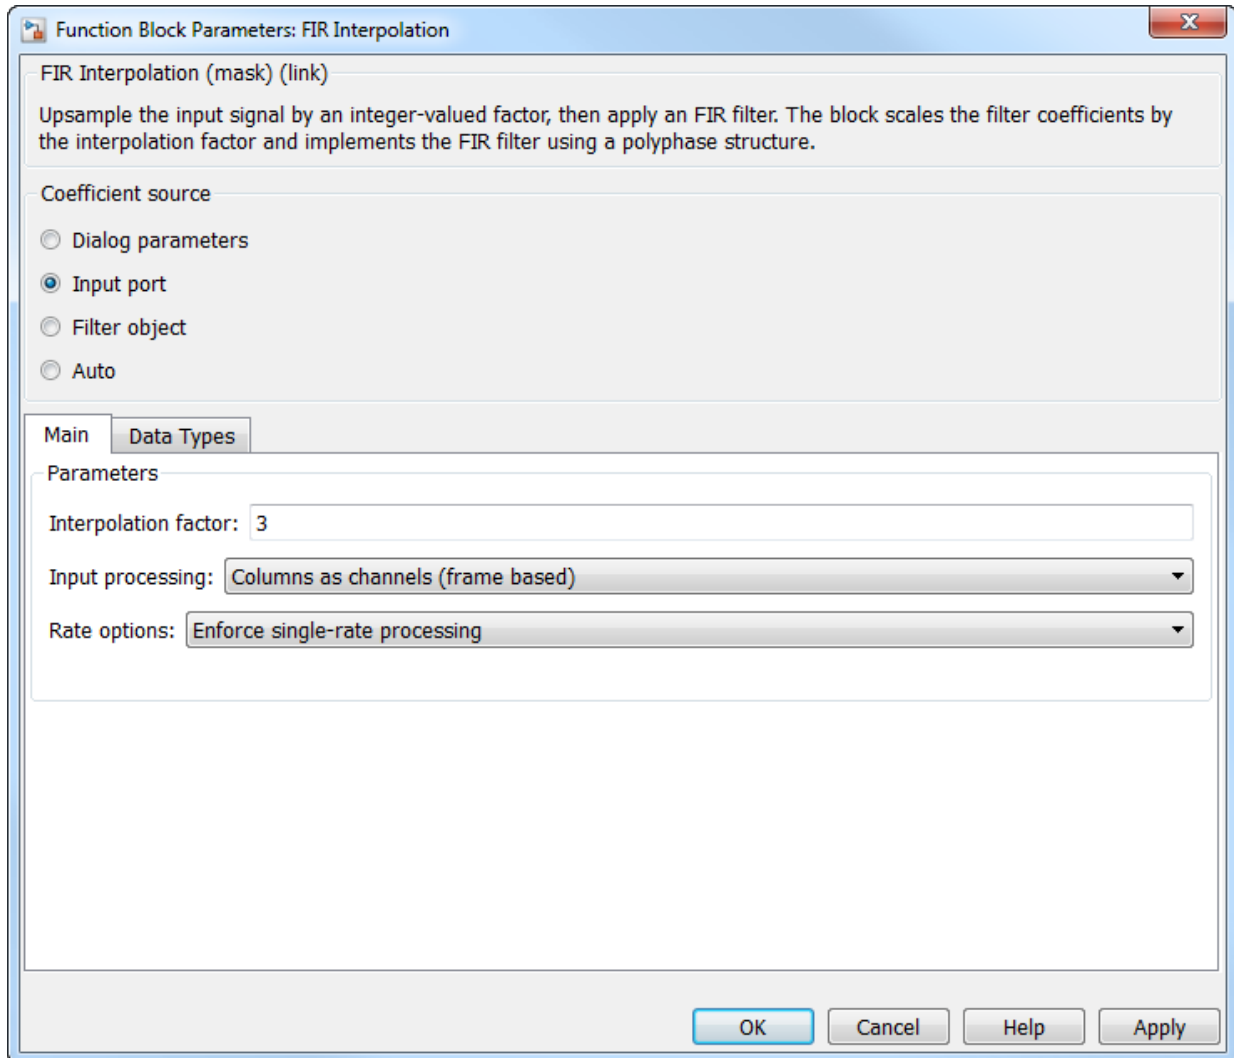 Function Block Parameters: FIR Interpolation
X
FIR Interpolation (mask) (link)
Upsample the input signal by an integer-valued factor, then apply an FIR filter. The block scales the filter coefficients by
the interpolation factor and implements the FIR filter using a polyphase structure.
Coefficient source
Dialog parameters
Input port
Filter object
Auto
Main Data Types
Parameters
Interpolation factor: 3
Input processing: Columns as channels (frame based)
Rate options: Enforce single-rate processing
OK Cancel Help Apply